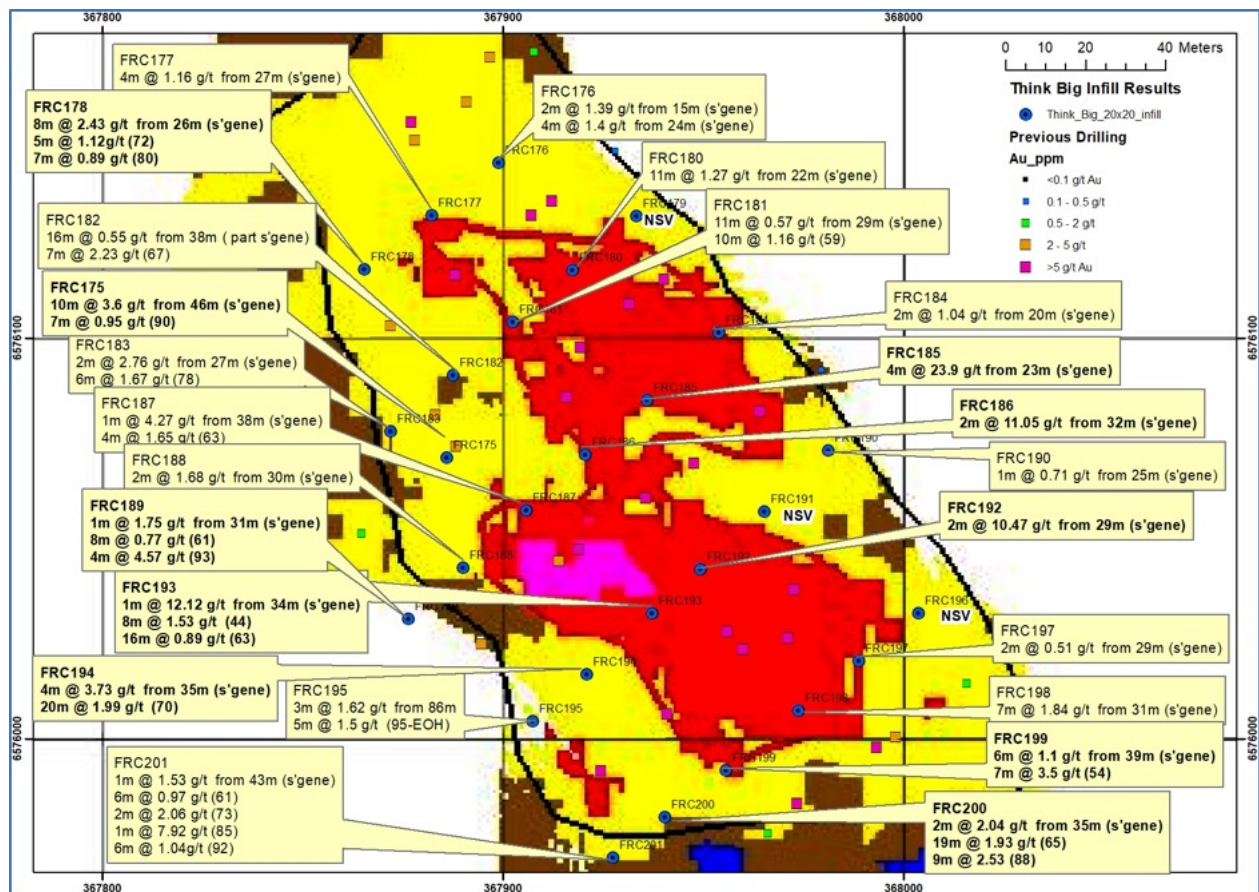 367800
367900
368000
0 10 20 40 Meters
Think Big Infill Results
Think_Big_20x20_infill
Previous Drilling
Au_ppm
<0.1 g/t Au
0.1 - 0.5 g/t
0.5 - 2 g/t
2 - 5 g/t
>5 g/t Au
FRC177
4m @ 1.16 g/t from 27m (s'gene)
FRC178
8m @ 2.43 g/t from 26m (s'gene)
5m @ 1.12g/t (72)
7m @ 0.89 g/t (80)
FRC176
2m @ 1.39 g/t from 15m (s'gene)
4m @ 1.4 g/t from 24m (s'gene)
FRC176
FRC180
11m @ 1.27 g/t from 22m (s'gene)
FRC177
FRC179
NSV
FRC181
11m @ 0.57 g/t from 29m (s'gene)
10m @ 1.16 g/t (59)
FRC182
16m @ 0.55 g/t from 38m ( part s'gene)
7m @ 2.23 g/t (67)
FRC178
FRC180
FRC175
10m @ 3.6 g/t from 46m (s'gene)
7m @ 0.95 g/t (90)
FRC184
2m @ 1.04 g/t from 20m (s'gene)
6576100
6576100
FRC183
2m @ 2.76 g/t from 27m (s'gene)
6m @ 1.67 g/t (78)
FRC182
FRC185
4m @ 23.9 g/t from 23m (s'gene)
FRC185
FRC187
1m @ 4.27 g/t from 38m (s'gene)
4m @ 1.65 g/t (63)
FRC183
FRC186
2m @ 11.05 g/t from 32m (s'gene)
FRC175
FRC186
FRC190
FRC190
1m @ 0.71 g/t from 25m (s'gene)
FRC188
2m @ 1.68 g/t from 30m (s'gene)
FRC187
FRC191
NSV
FRC189
1m @ 1.75 g/t from 31m (s'gene)
8m @ 0.77 g/t (61)
4m @ 4.57 g/t (93)
FRC192
2m @ 10.47 g/t from 29m (s'gene)
FRC188
FRC192
FRC193
1m @ 12.12 g/t from 34m (s'gene)
8m @ 1.53 g/t (44)
16m @ 0.89 g/t (63)
FRC193
FRC196
NSV
FRC197
2m @ 0.51 g/t from 29m (s'gene)
FRC197
FRC194
4m @ 3.73 g/t from 35m (s'gene)
20m @ 1.99 g/t (70)
FRC194
FRC195
3m @ 1.62 g/t from 86m
5m @ 1.5 g/t (95-EOH)
FRC195
FRC198
FRC198
7m @ 1.84 g/t from 31m (s'gene)
6576000
6576000
FRC199
6m @ 1.1 g/t from 39m (s'gene)
7m @ 3.5 g/t (54)
FRC199
FRC201
1m @ 1.53 g/t from 43m (s'gene)
6m @ 0.97 g/t (61)
2m @ 2.06 g/t (73)
1m @ 7.92 g/t (85)
6m @ 1.04g/t (92)
FRC200
FRC200
2m @ 2.04 g/t from 35m (s'gene)
19m @ 1.93 g/t (65)
9m @ 2.53 (88)
FRC201
367800
367900
368000